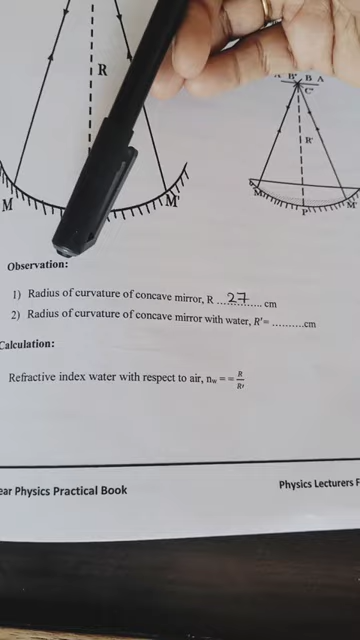 R
A' B' B A
C'
R'
M
M'
M
P
M'
Observation:
1) Radius of curvature of concave mirror, R ...27... cm
2) Radius of curvature of concave mirror with water, R'= ..........cm
Calculation:
Refractive index water with respect to air, nw = = R/R'
ear Physics Practical Book
Physics Lecturers F